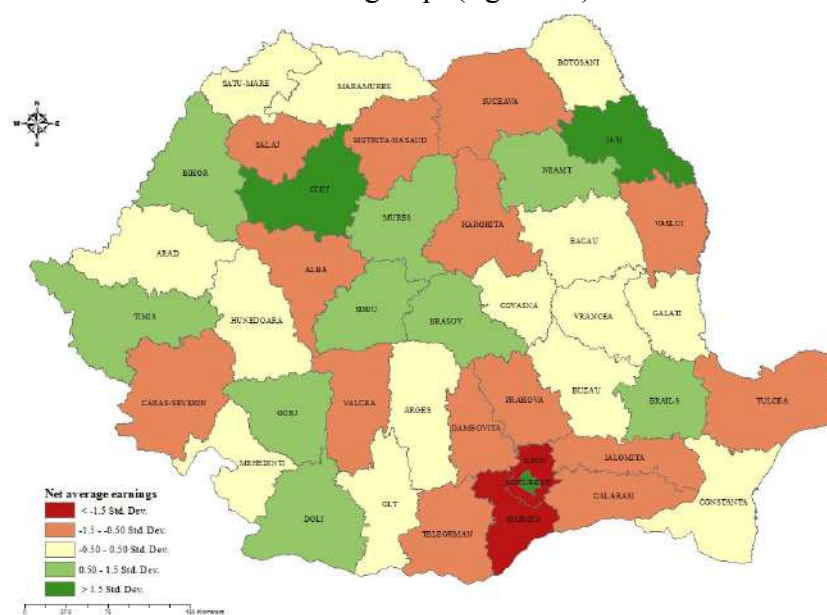 BOTOSANI
SATU-MARE
MARAMURES
SUCEAVA
N
W E
S
SALAJ
BISTRITA-NASAUD
IASI
BIHOR
CLUJ
NEAMT
MURES
HARGHITA
VASLUI
BACAU
ARAD
ALBA
TIMIS
HUNEDOARA
SIBIU
BRASOV
COVASNA
VRANCEA
GALATI
CARAS-SEVERIN
GORJ
VALCEA
ARGES
PRAHOVA
BUZAU
BRAILA
TULCEA
DAMBOVITA
MEHEDINTI
IALOMITA
CALARASI
CONSTANTA
OLT
DOLJ
TELEORMAN
GIURGIU
Net average earnings
< -1.5 Std. Dev.
-1.5 - -0.50 Std. Dev.
-0.50 - 0.50 Std. Dev.
0.50 - 1.5 Std. Dev.
> 1.5 Std. Dev.